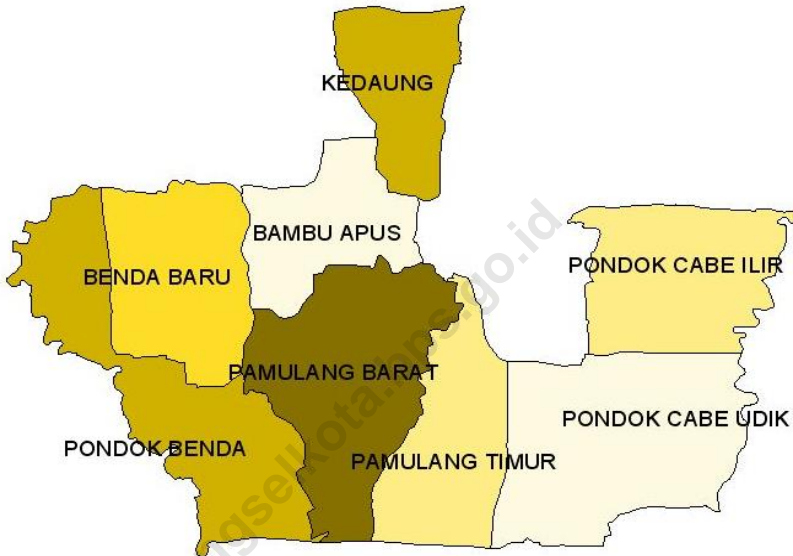 KEDAUNG
BAMBU APUS
BENDA BARU
PONDOK CABE ILIR
PAMULANG BARAT
PONDOK CABE UDIK
PONDOK BENDA
PAMULANG TIMUR
ngselkota.bps.go.id